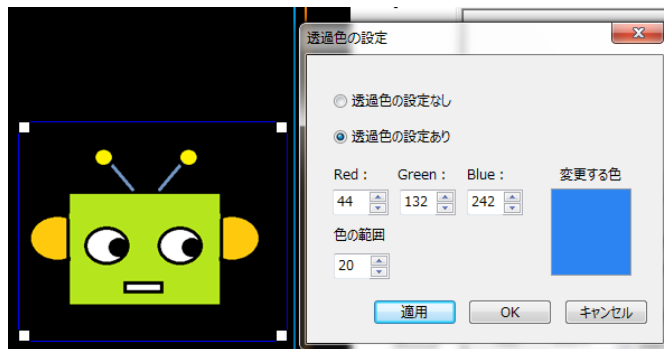 透過色の設定
透過色の設定なし
透過色の設定あり
Red : Green : Blue : 変更する色
44 132 242
色の範囲
20
適用 OK キャンセル